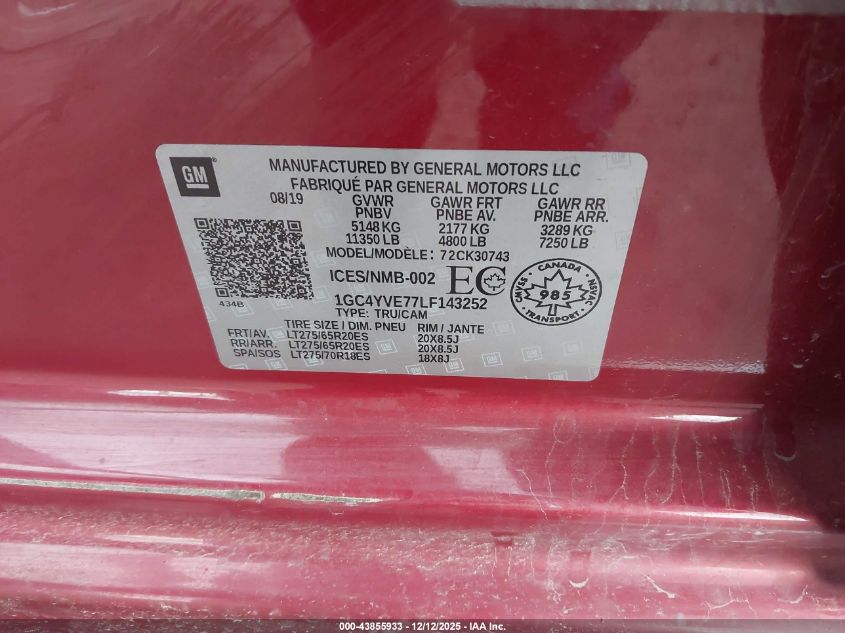 GM
MANUFACTURED BY GENERAL MOTORS LLC
FABRIQUÉ PAR GENERAL MOTORS LLC
08/19 GVWR GAWR FRT GAWR RR
PNBV PNBE AV. PNBE ARR.
5148 KG 2177 KG 3289 KG
11350 LB 4800 LB 7250 LB
MODEL/MODÈLE: 72CK30743
ICES/NMB-002 EC
434B 1GC4YVE77LF143252
TYPE: TRU/CAM
CANADA
CMVSS NSVAC
985
TRANSPORT
TIRE SIZE / DIM. PNEU RIM / JANTE
FRT/AV. LT275/65R20ES 20X8.5J
RR/ARR. LT275/65R20ES 20X8.5J
SPA/SOS LT275/70R18ES 18X8J
000-43855933 — 12/12/2025 — IAA Inc.